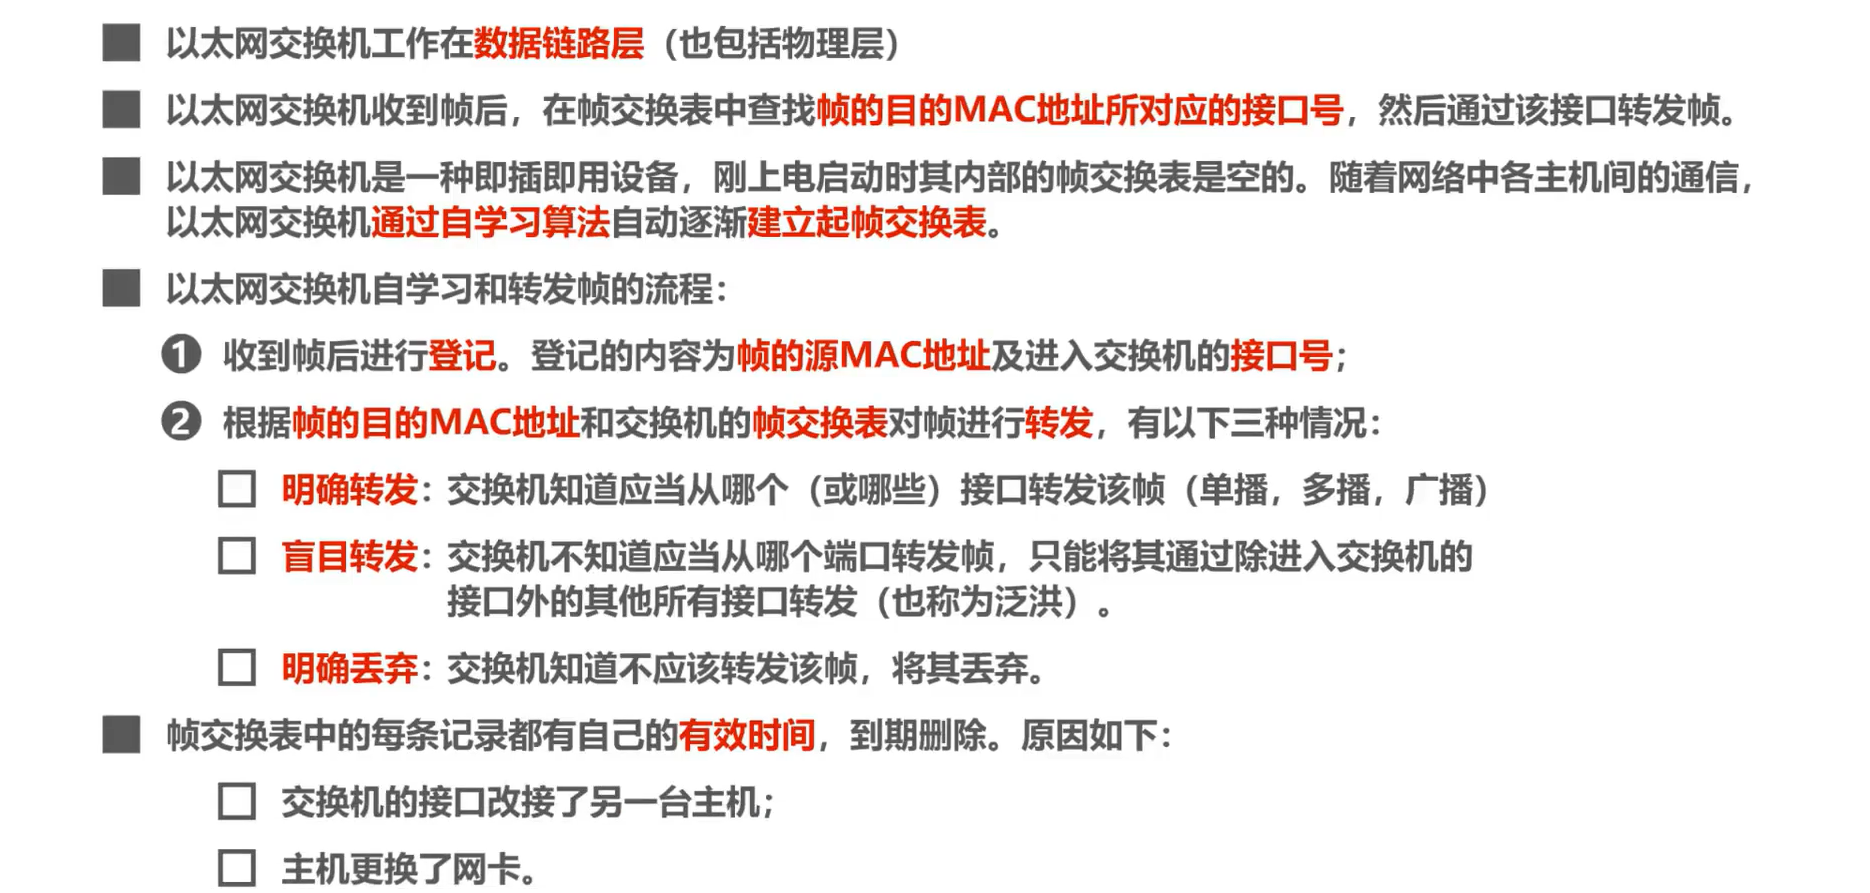 以太网交换机工作在数据链路层（也包括物理层）
以太网交换机收到帧后，在帧交换表中查找帧的目的MAC地址所对应的接口号，然后通过该接口转发帧。
以太网交换机是一种即插即用设备，刚上电启动时其内部的帧交换表是空的。随着网络中各主机间的通信，
以太网交换机通过自学习算法自动逐渐建立起帧交换表。
以太网交换机自学习和转发帧的流程：
❶ 收到帧后进行登记。登记的内容为帧的源MAC地址及进入交换机的接口号；
❷ 根据帧的目的MAC地址和交换机的帧交换表对帧进行转发，有以下三种情况：
明确转发：交换机知道应当从哪个（或哪些）接口转发该帧（单播，多播，广播）
盲目转发：交换机不知道应当从哪个端口转发帧，只能将其通过除进入交换机的
接口外的其他所有接口转发（也称为泛洪）。
明确丢弃：交换机知道不应该转发该帧，将其丢弃。
帧交换表中的每条记录都有自己的有效时间，到期删除。原因如下：
交换机的接口改接了另一台主机；
主机更换了网卡。